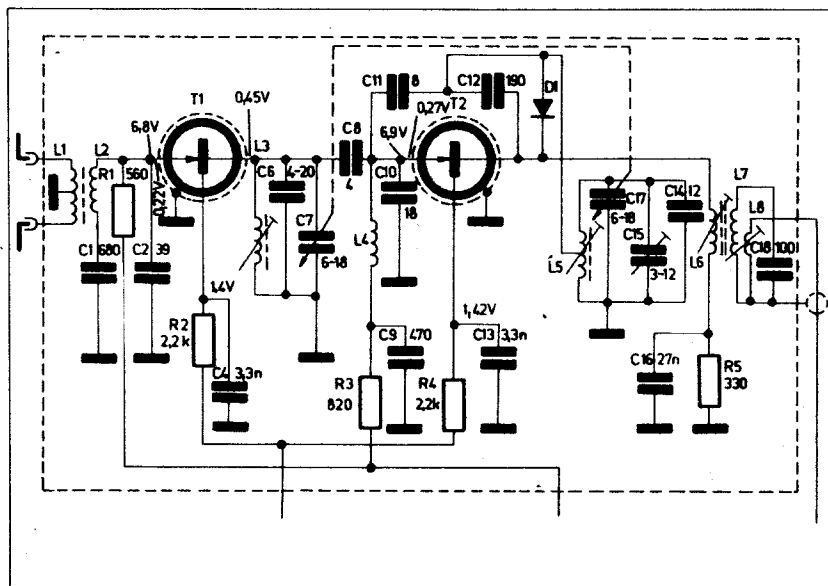 L1
L2
6,8V
R1
560
0,22V
C1
680
C2
39
T1
0,45V
1,4V
R2
2,2k
C4
3,3n
L3
C6
4-20
C7
6-18
C8
4
C11
8
C12
190
D1
T2
0,27V
6,9V
C10
18
L4
C9
470
R3
820
R4
2,2k
1,42V
C13
3,3n
L5
C17
6-18
C15
3-12
C14
12
L6
L7
L8
C18
100
C16
27n
R5
330